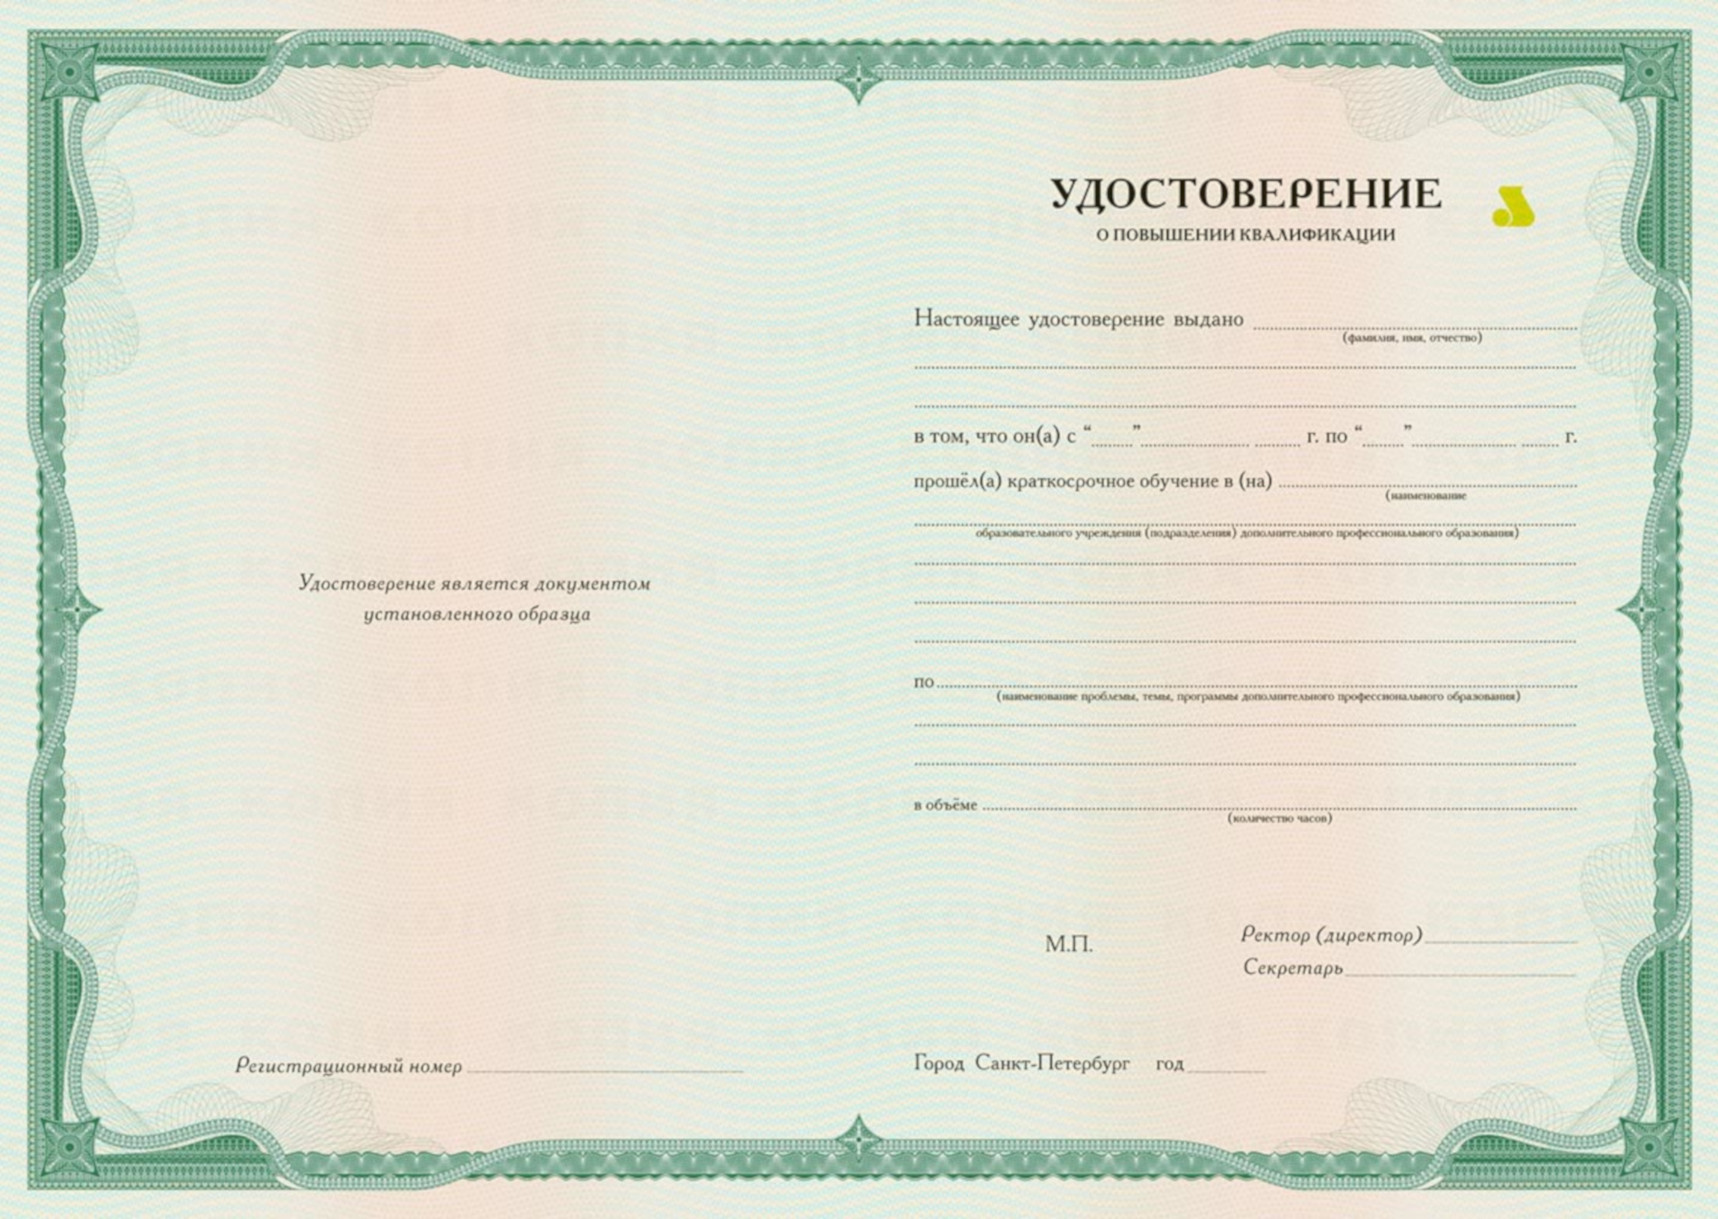 УДОСТОВЕРЕНИЕ
О ПОВЫШЕНИИ КВАЛИФИКАЦИИ
Настоящее удостоверение выдано
(фамилия, имя, отчество)
в том, что он(а) с “ ” г. по “ ” г.
прошёл(а) краткосрочное обучение в (на)
(наименование
образовательного учреждения (подразделения) дополнительного профессионального образования)
по
(наименование проблемы, темы, программы дополнительного профессионального образования)
в объёме
(количество часов)
М.П.
Ректор (директор)
Секретарь
Город Санкт-Петербург год
Удостоверение является документом
установленного образца
Регистрационный номер